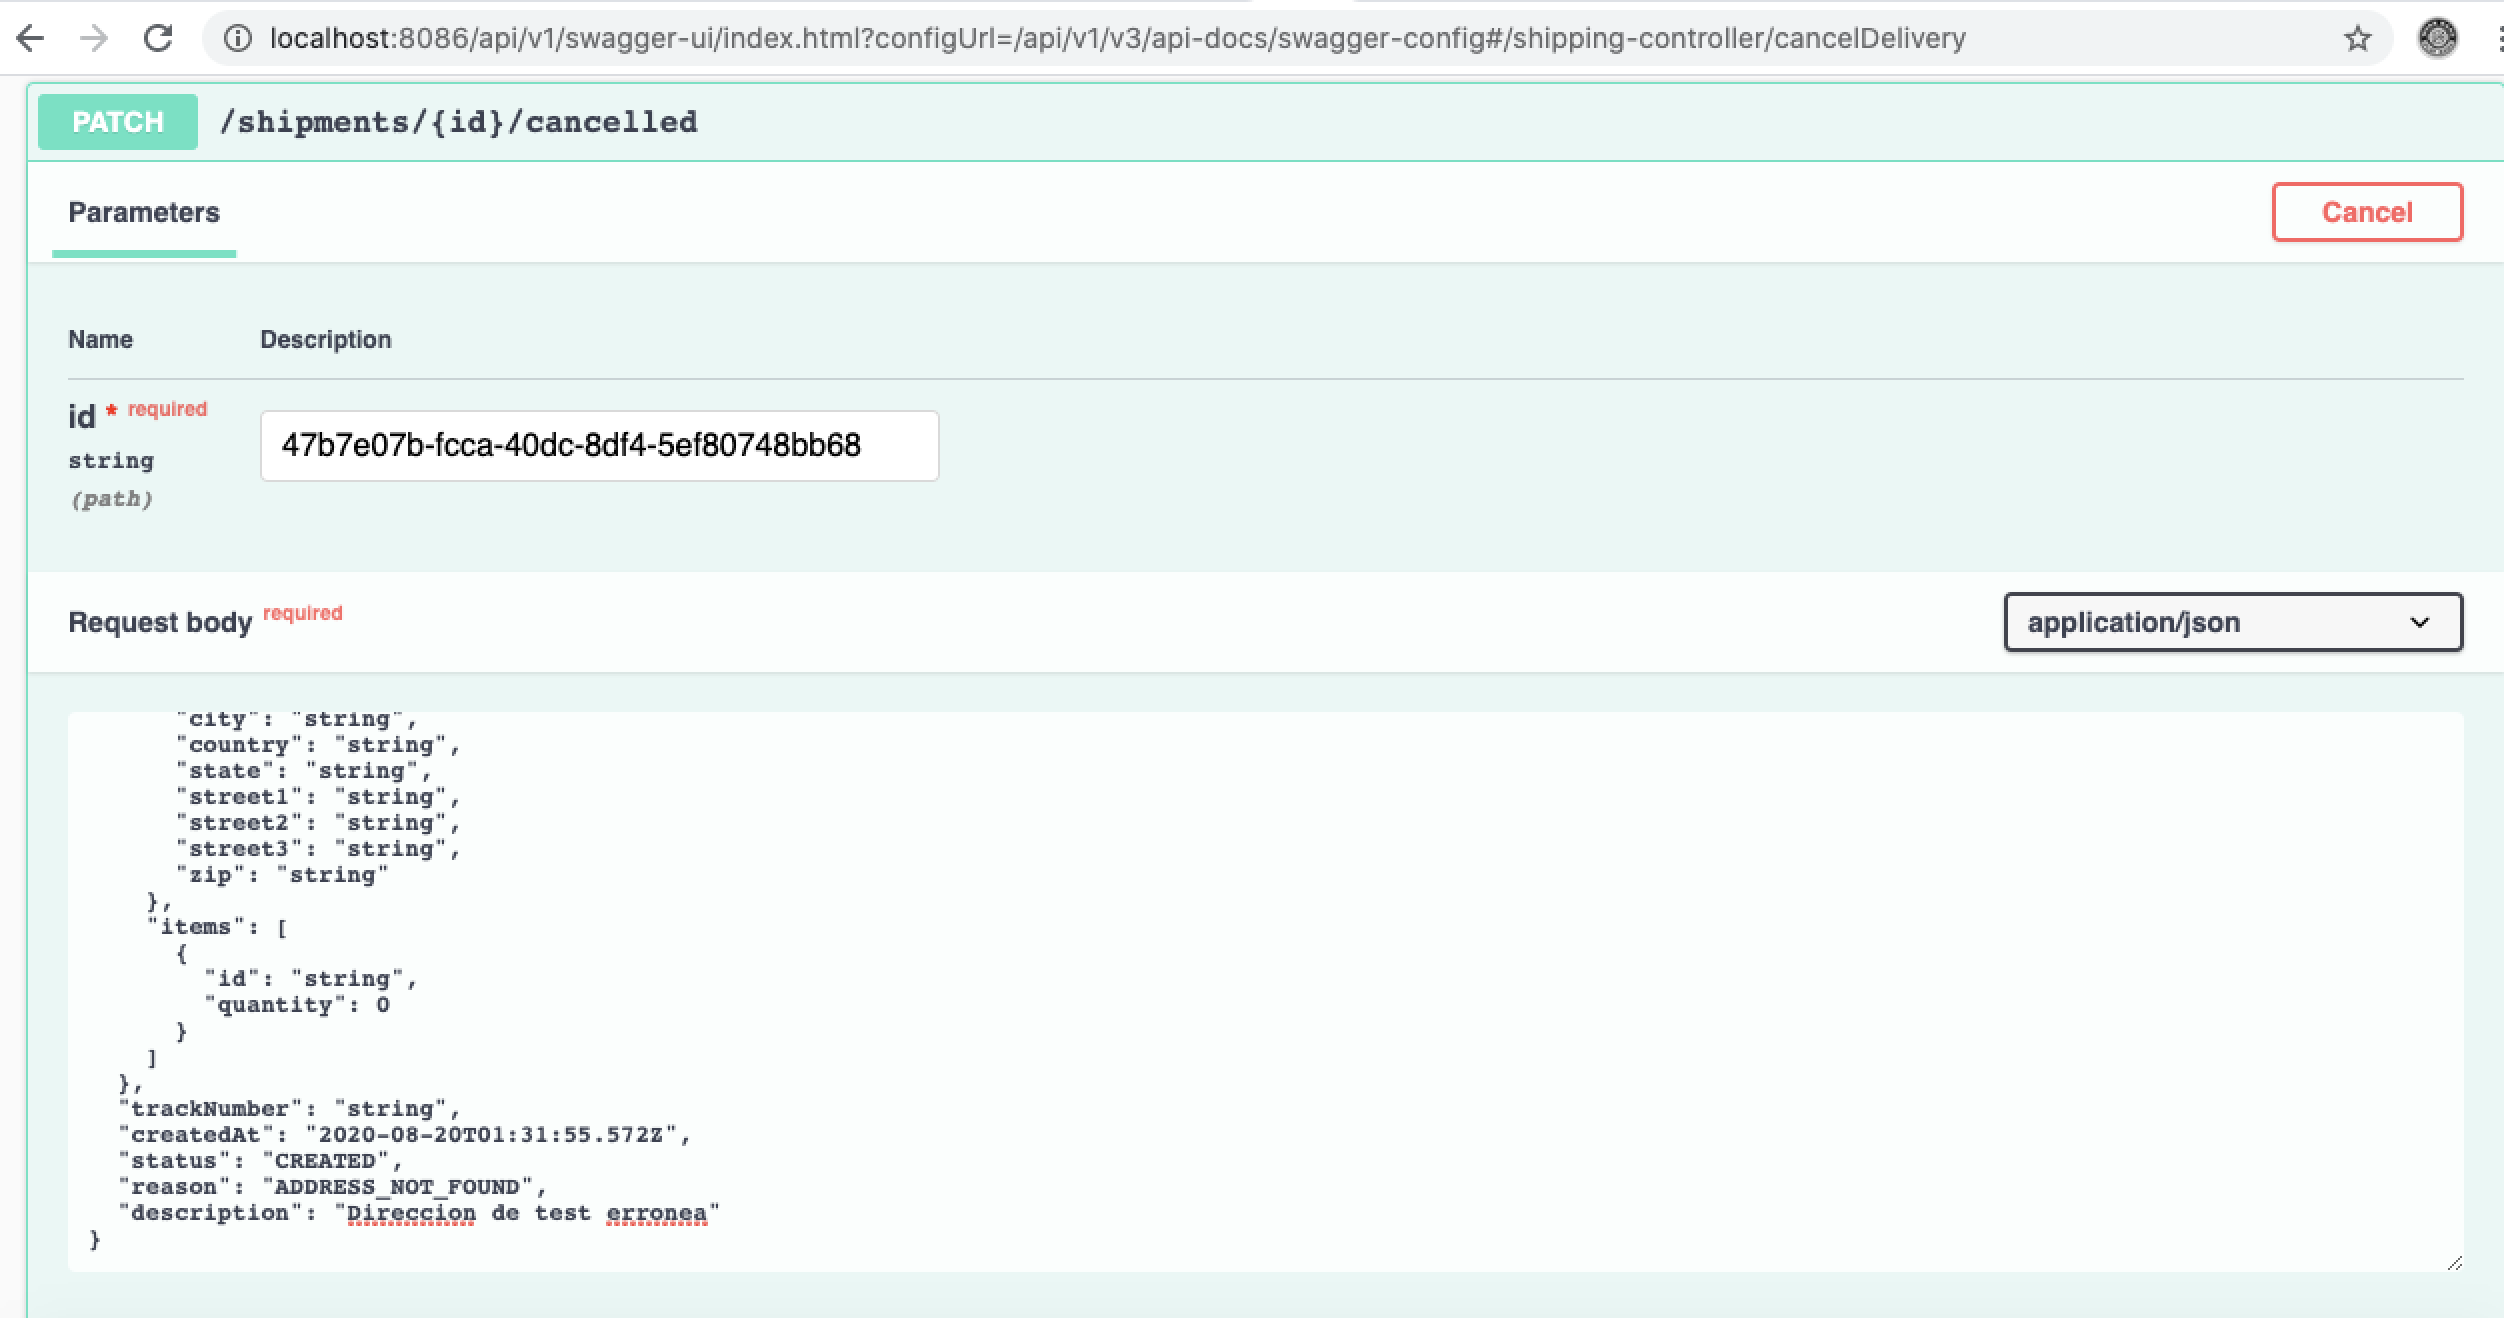 localhost:8086/api/v1/swagger-ui/index.html?configUrl=/api/v1/v3/api-docs/swagger-config#/shipping-controller/cancelDelivery
PATCH /shipments/{id}/cancelled
Parameters Cancel
Name Description
id * required
47b7e07b-fcca-40dc-8df4-5ef80748bb68
string
(path)
Request body required application/json
"city": "string",
"country": "string",
"state": "string",
"street1": "string",
"street2": "string",
"street3": "string",
"zip": "string"
},
"items": [
{
"id": "string",
"quantity": 0
}
]
},
"trackNumber": "string",
"createdAt": "2020-08-20T01:31:55.572Z",
"status": "CREATED",
"reason": "ADDRESS_NOT_FOUND",
"description": "Direccion de test erronea"
}